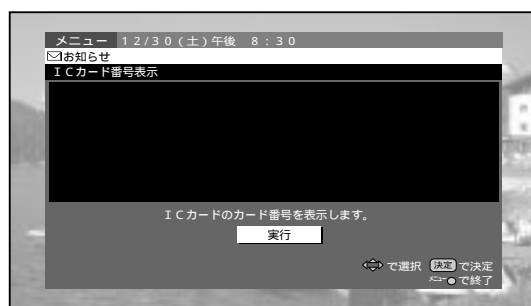 メニュー 12/30(土)午後 8:30
お知らせ
ICカード番号表示
ICカードのカード番号を表示します。
実行
で選択 決定 で決定
メニュー で終了